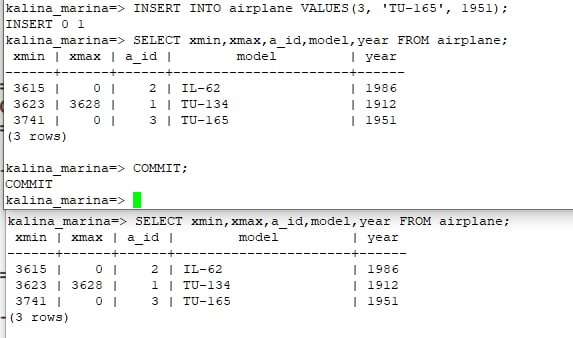 kalina_marina=> INSERT INTO airplane VALUES(3, 'TU-165', 1951);
INSERT 0 1
kalina_marina=> SELECT xmin,xmax,a_id,model,year FROM airplane;
 xmin | xmax | a_id |         model         | year
------+------+------+-----------------------+------
 3615 |    0 |    2 | IL-62                 | 1986
 3623 | 3628 |    1 | TU-134                | 1912
 3741 |    0 |    3 | TU-165                | 1951
(3 rows)
kalina_marina=> COMMIT;
COMMIT
kalina_marina=>
kalina_marina=> SELECT xmin,xmax,a_id,model,year FROM airplane;
 xmin | xmax | a_id |         model         | year
------+------+------+-----------------------+------
 3615 |    0 |    2 | IL-62                 | 1986
 3623 | 3628 |    1 | TU-134                | 1912
 3741 |    0 |    3 | TU-165                | 1951
(3 rows)